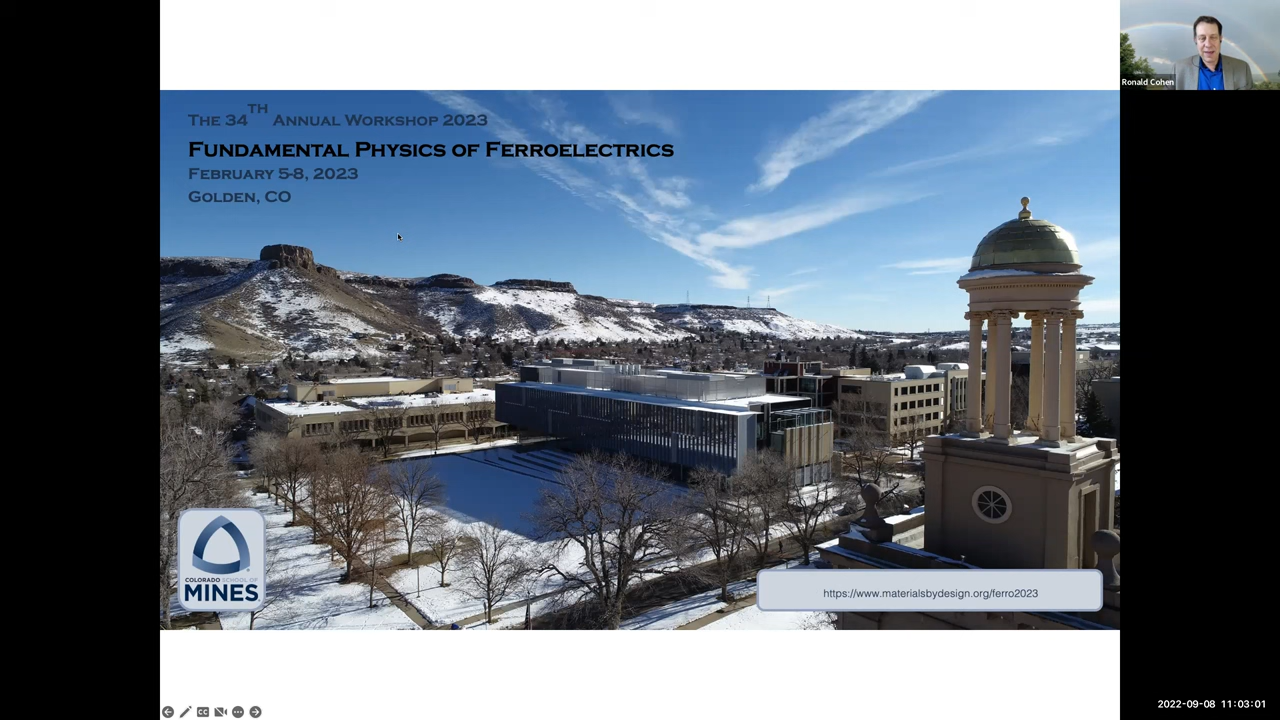 Ronald Cohen
The 34TH Annual Workshop 2023
Fundamental Physics of Ferroelectrics
February 5-8, 2023
Golden, CO
COLORADO SCHOOL OF
MINES
https://www.materialsbydesign.org/ferro2023
CC
2022-09-08 11:03:01